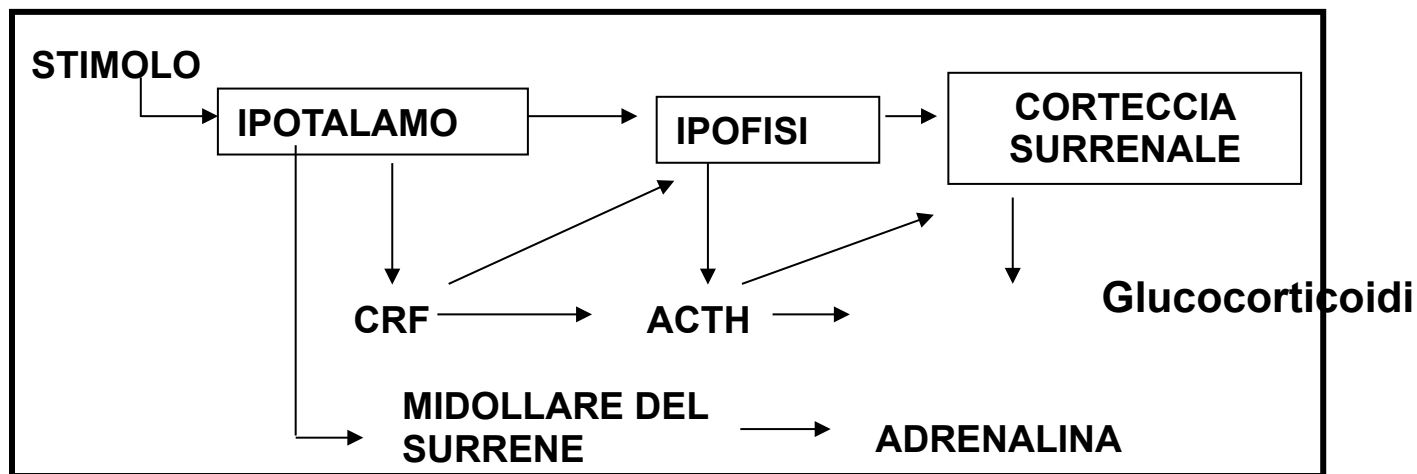 STIMOLO
IPOTALAMO
IPOFISI
CORTECCIA
SURRENALE
CRF
ACTH
Glucocorticoidi
MIDOLLARE DEL
SURRENE
ADRENALINA